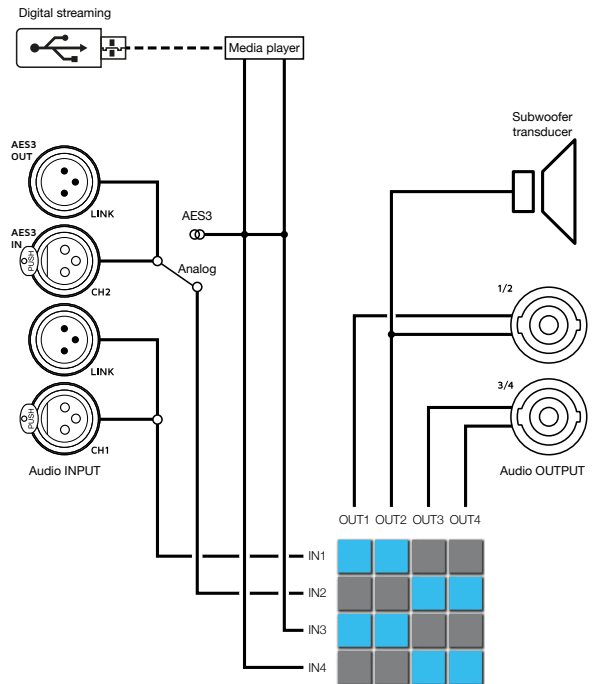 Digital streaming
Media player
AES3
OUT
LINK
AES3
IN
PUSH
CH2
LINK
PUSH
CH1
Audio INPUT
AES3
Analog
Subwoofer
transducer
1/2
3/4
Audio OUTPUT
OUT1 OUT2 OUT3 OUT4
IN1
IN2
IN3
IN4